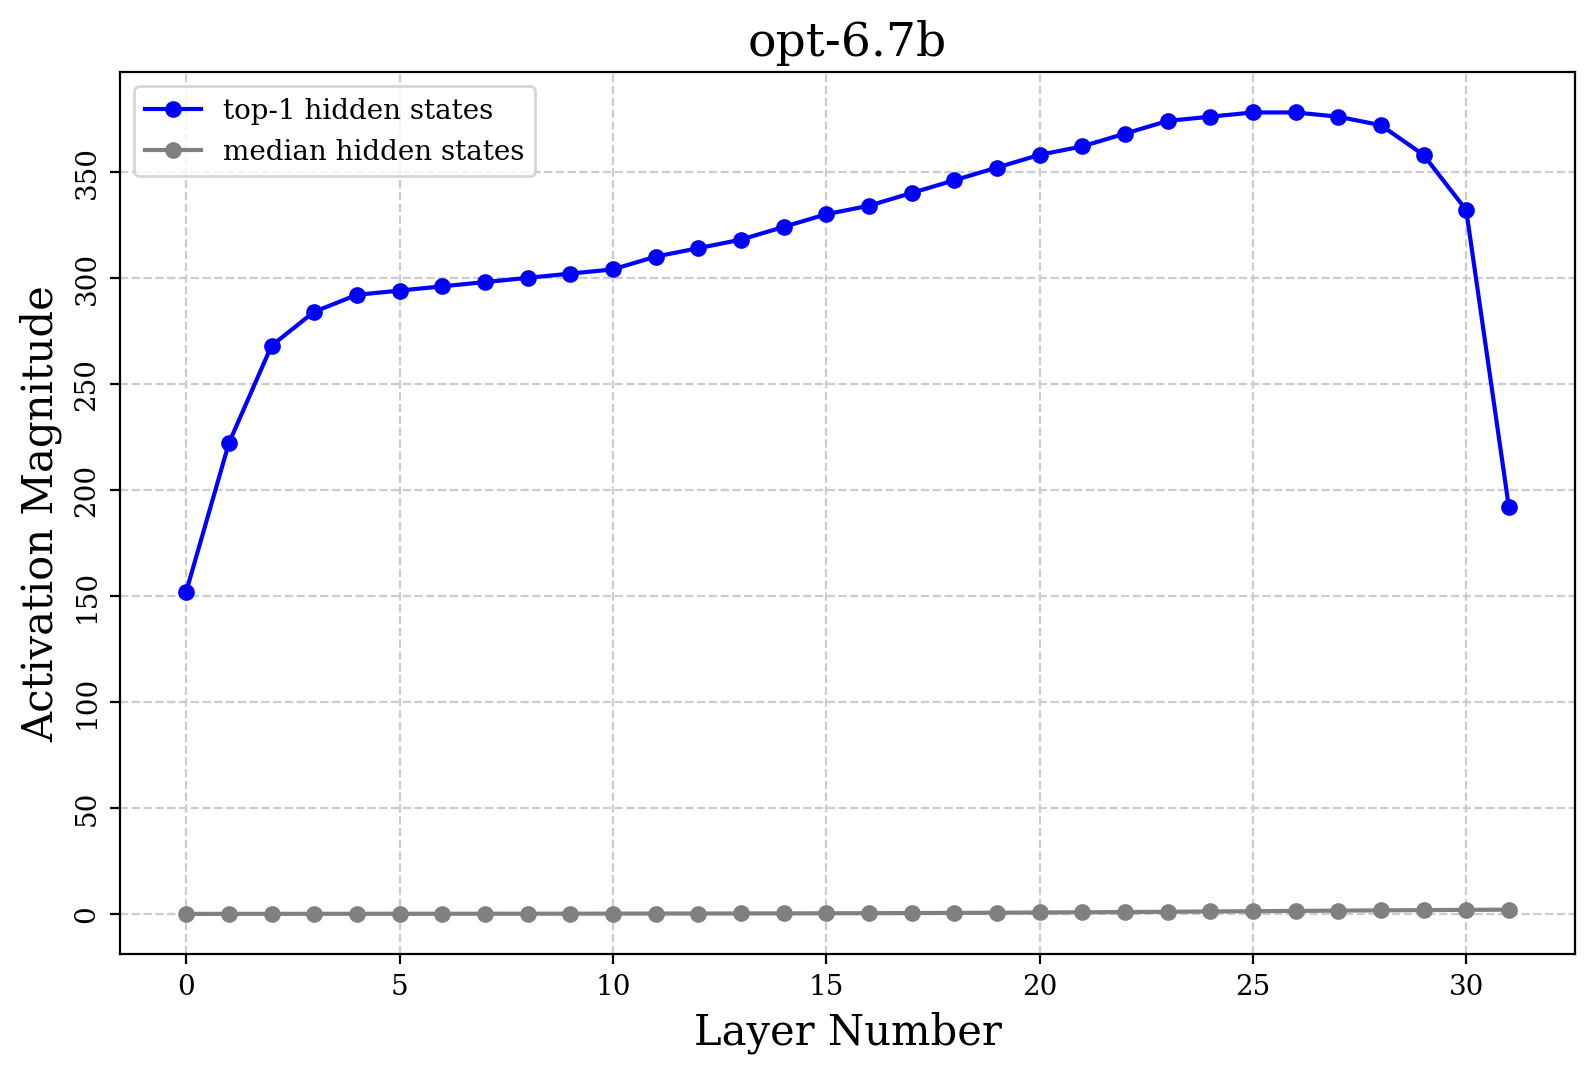 opt-6.7b
top-1 hidden states
median hidden states
Activation Magnitude
350
300
250
200
150
100
50
0
0 5 10 15 20 25 30
Layer Number